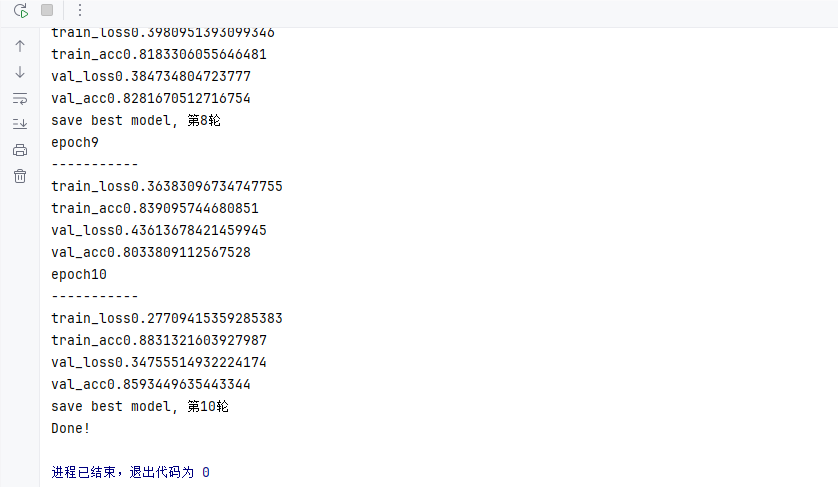 train_loss0.3980951393099346
train_acc0.8183306055646481
val_loss0.384734804723777
val_acc0.8281670512716754
save best model, 第8轮
epoch9
-----------
train_loss0.36383096734747755
train_acc0.839095744680851
val_loss0.43613678421459945
val_acc0.8033809112567528
epoch10
-----------
train_loss0.27709415359285383
train_acc0.8831321603927987
val_loss0.34755514932224174
val_acc0.8593449635443344
save best model, 第10轮
Done!
进程已结束，退出代码为 0